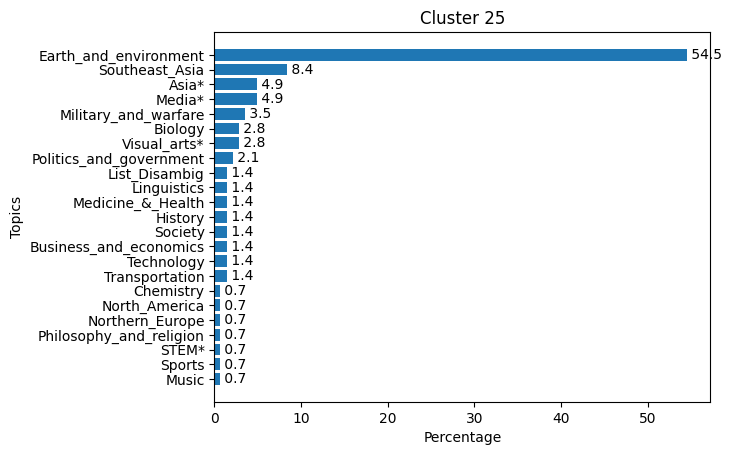 Cluster 25
Topics
Earth_and_environment 54.5
Southeast_Asia 8.4
Asia* 4.9
Media* 4.9
Military_and_warfare 3.5
Biology 2.8
Visual_arts* 2.8
Politics_and_government 2.1
List_Disambig 1.4
Linguistics 1.4
Medicine_&_Health 1.4
History 1.4
Society 1.4
Business_and_economics 1.4
Technology 1.4
Transportation 1.4
Chemistry 0.7
North_America 0.7
Northern_Europe 0.7
Philosophy_and_religion 0.7
STEM* 0.7
Sports 0.7
Music 0.7
0 10 20 30 40 50
Percentage